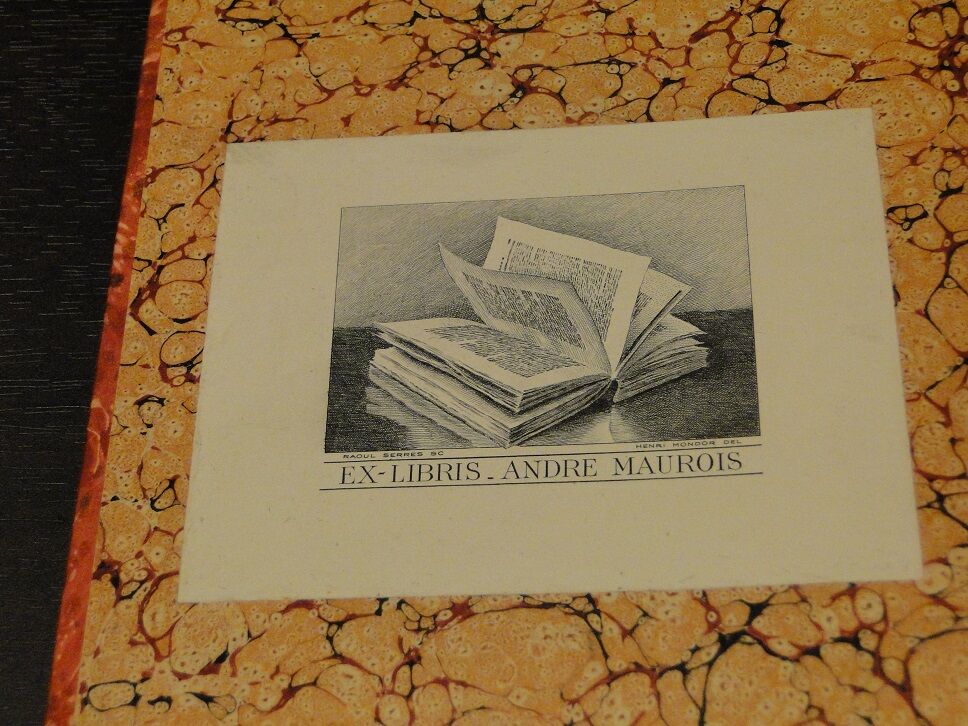 RAOUL SERRES SC
HENRI MONDOR DEL
EX-LIBRIS - ANDRE MAUROIS